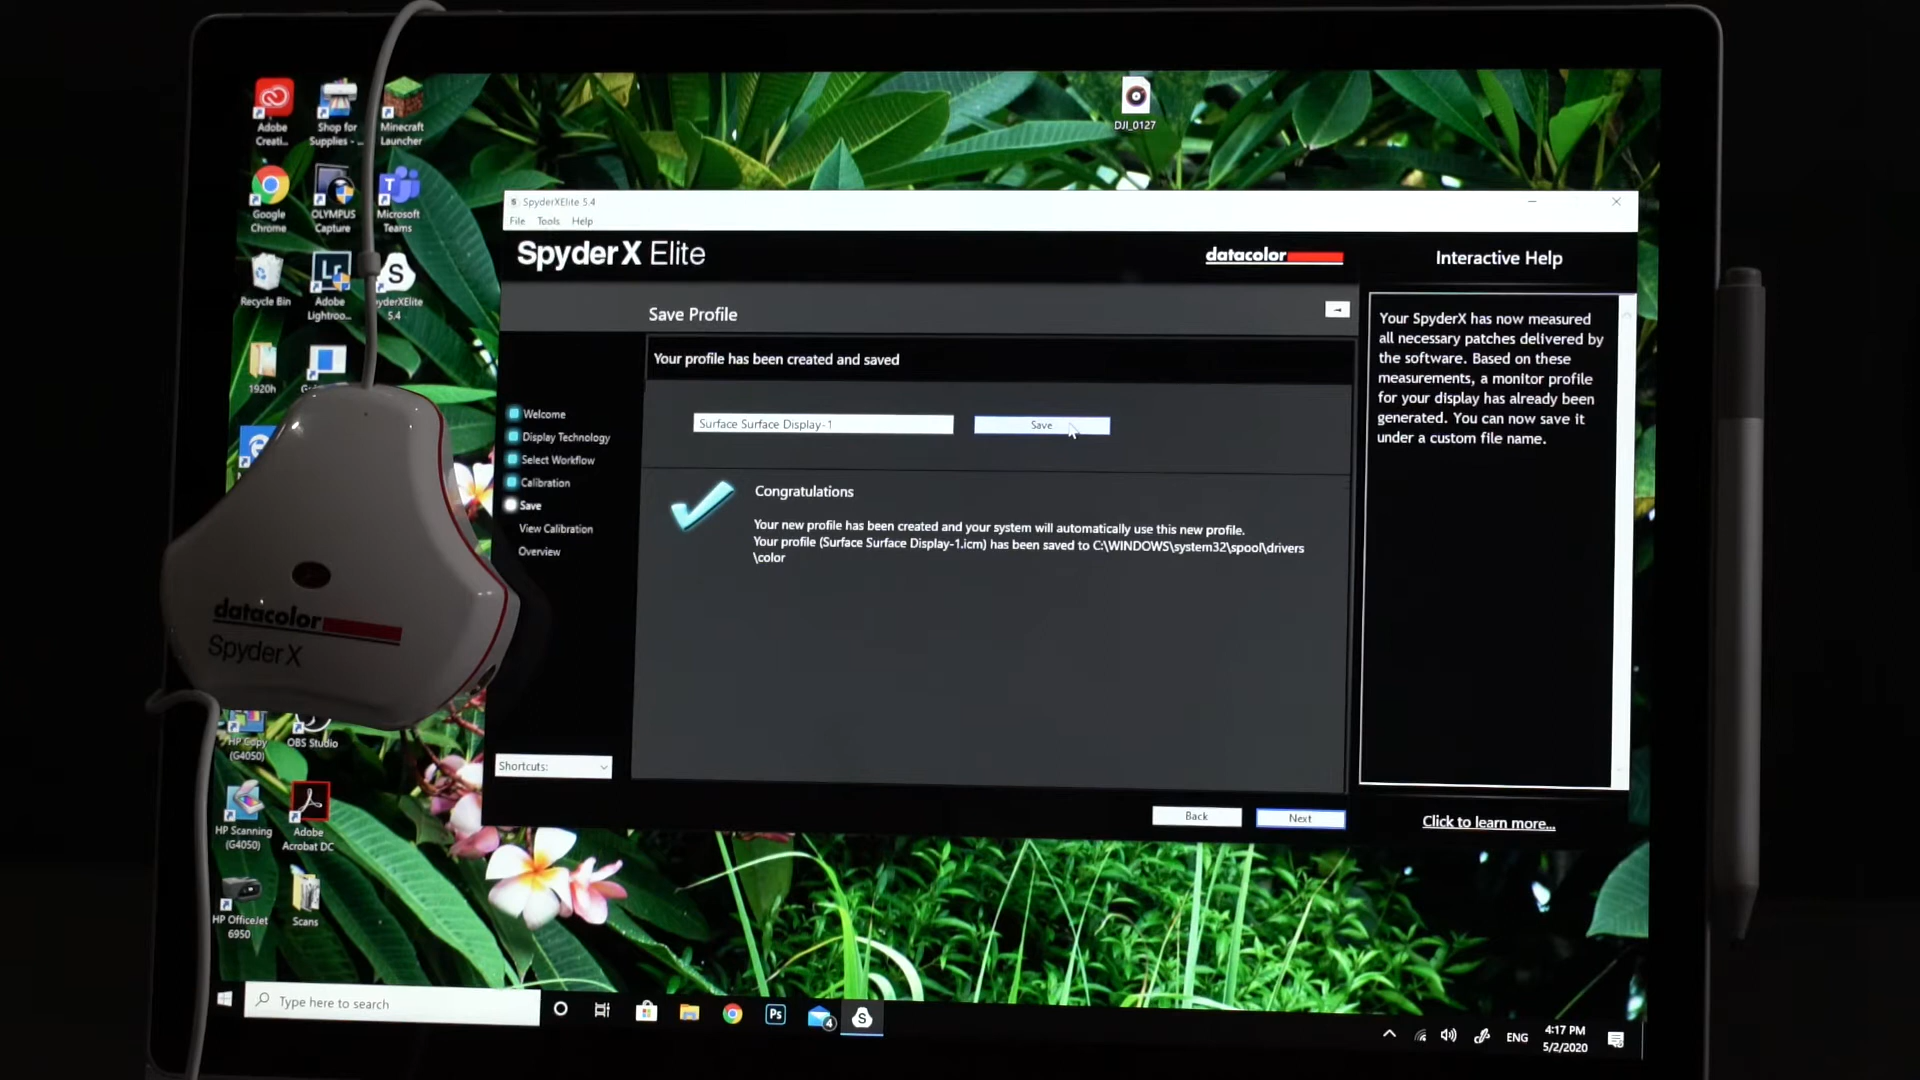 Adobe
Creati...
Shop for
Supplies - ...
Minecraft
Launcher
DJI_0127
Google
Chrome
OLYMPUS
Capture
Microsoft
Teams
Recycle Bin
Lr
Adobe
Lightroo...
S
SpyderXElite
5.4
1920h
SpyderXElite 5.4
File Tools Help
SpyderX Elite
datacolor
Interactive Help
Save Profile
Your profile has been created and saved
Surface Surface Display-1
Save
Welcome
Display Technology
Select Workflow
Calibration
Save
View Calibration
Overview
Congratulations
Your new profile has been created and your system will automatically use this new profile.
Your profile (Surface Surface Display-1.icm) has been saved to C:\WINDOWS\system32\spool\drivers
\color
Your SpyderX has now measured
all necessary patches delivered by
the software. Based on these
measurements, a monitor profile
for your display has already been
generated. You can now save it
under a custom file name.
Shortcuts:
Back
Next
Click to learn more...
datacolor
SpyderX
HP Copy
(G4050)
OBS Studio
HP Scanning
(G4050)
Adobe
Acrobat DC
HP OfficeJet
6950
Scans
Type here to search
Ps
4
S
ENG
4:17 PM
5/2/2020